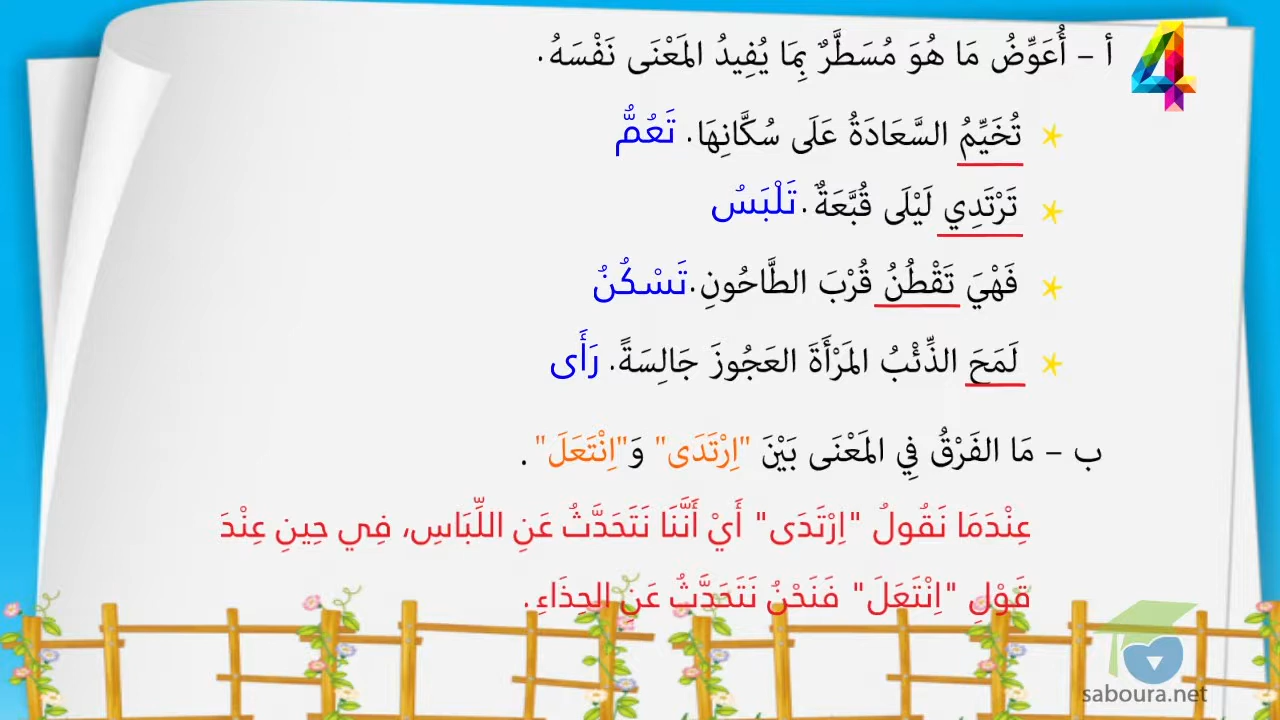 4
أ – أُعَوِّضُ مَا هُوَ مُسَطَّرٌ بِمَا يُفِيدُ المَعْنَى نَفْسَهُ.
تُخَيِّمُ السَّعَادَةُ عَلَى سُكَّانِهَا. تَعُمُّ
تَرْتَدِي لَيْلَى قُبَّعَةٌ. تَلْبَسُ
فَهْيَ تَقْطُنُ قُرْبَ الطَّاحُونِ. تَسْكُنُ
لَمَحَ الذِّئْبُ المَرْأَةَ العَجُوزَ جَالِسَةً. رَأَى
ب – مَا الفَرْقُ فِي المَعْنَى بَيْنَ "اِرْتَدَى" وَ"اِنْتَعَلَ".
عِنْدَمَا نَقُولُ "اِرْتَدَى" أَيْ أَنَّنَا نَتَحَدَّثُ عَنِ اللِّبَاسِ، فِي حِينِ عِنْدَ
قَوْلِ "اِنْتَعَلَ" فَنَحْنُ نَتَحَدَّثُ عَنِ الحِذَاءِ.
saboura.net